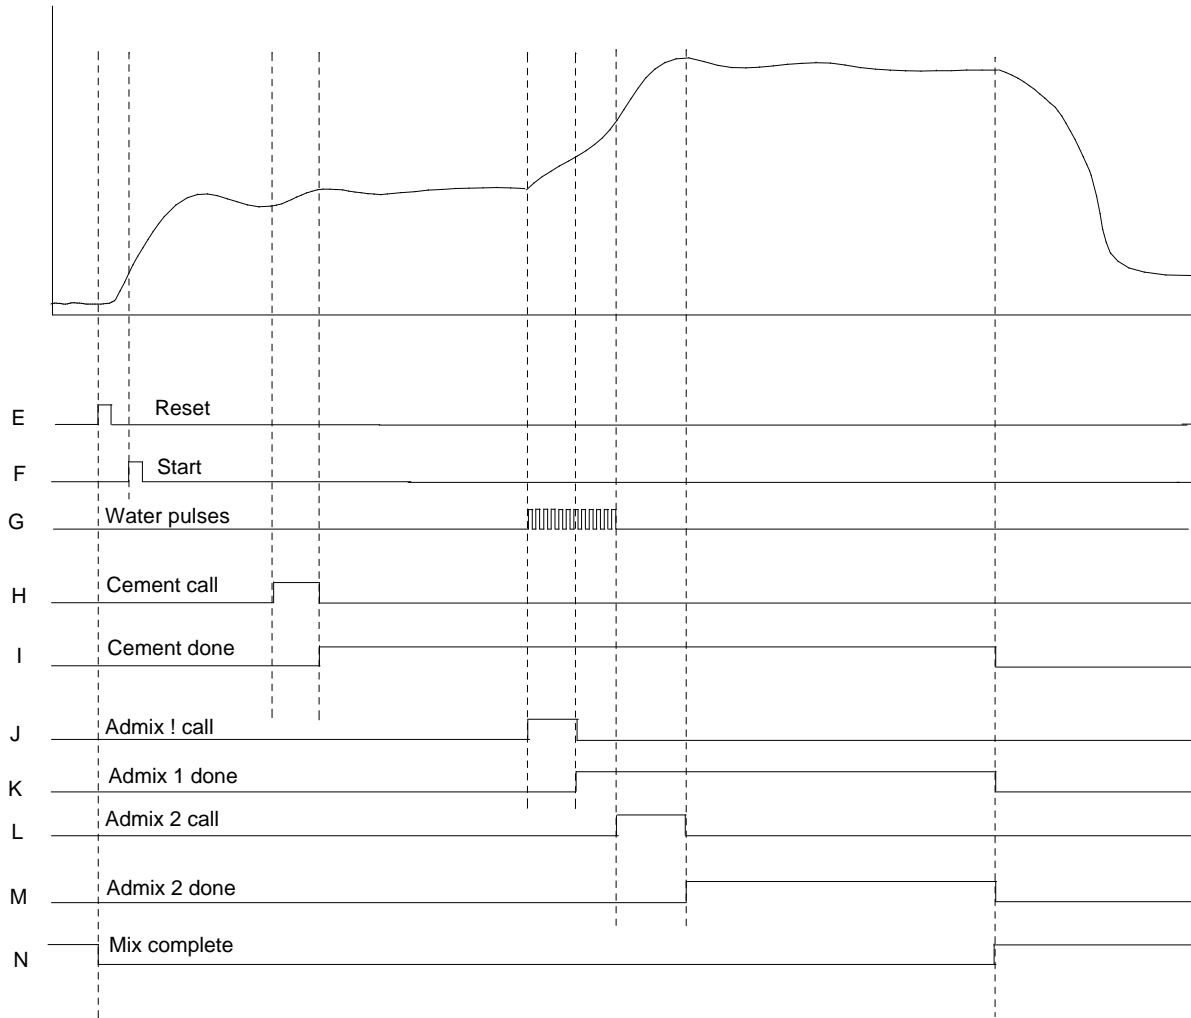 E Reset
F Start
G Water pulses
H Cement call
I Cement done
J Admix ! call
K Admix 1 done
L Admix 2 call
M Admix 2 done
N Mix complete